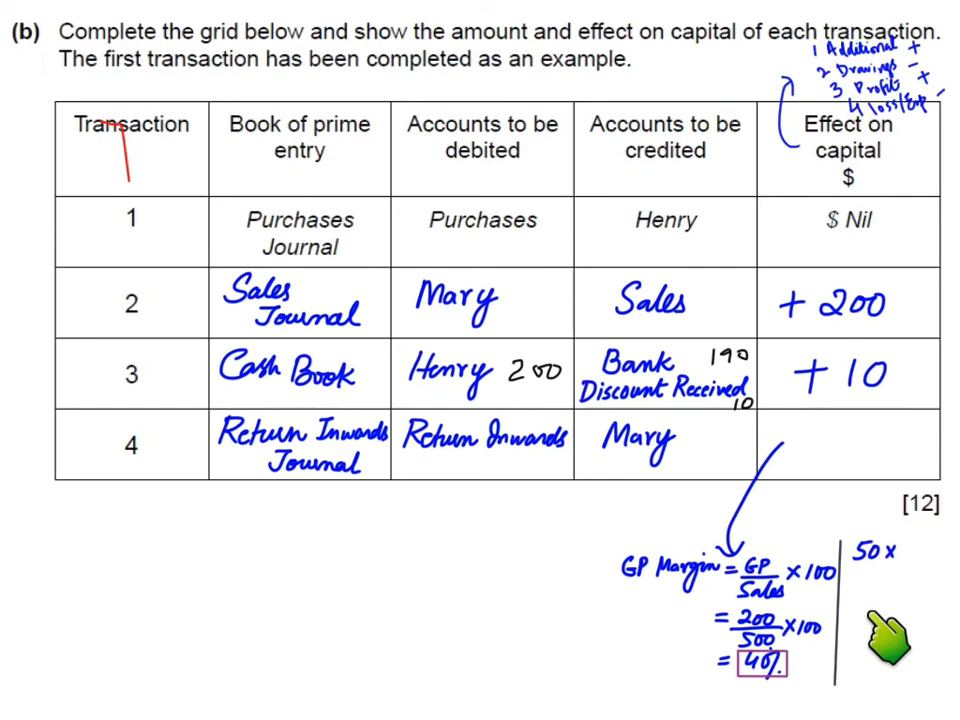 (b) Complete the grid below and show the amount and effect on capital of each transaction.
The first transaction has been completed as an example.
1 Additional +
2 Drawings -
3 Profit +
4 Loss/Exp -
Transaction
Book of prime
entry
Accounts to be
debited
Accounts to be
credited
Effect on
capital
$
1
Purchases
Journal
Purchases
Henry
$ Nil
2
Sales
Journal
Mary
Sales
+ 200
3
Cash Book
Henry 200
Bank 190
Discount Received
10
+ 10
4
Return Inwards
Journal
Return Inwards
Mary
[12]
GP Margin = GP/Sales × 100
= 200/500 × 100
= 40%
50 ×